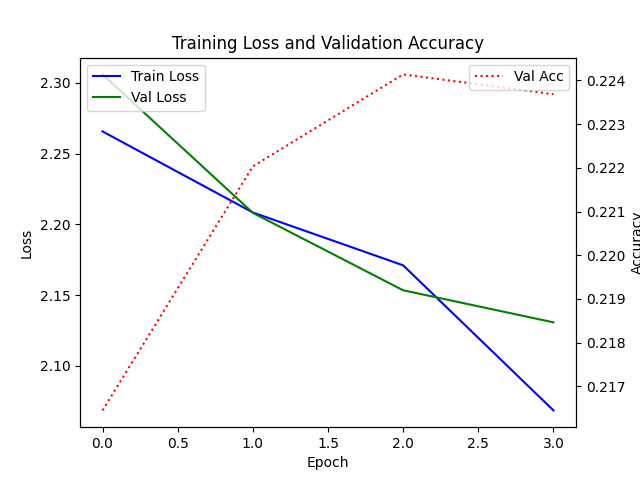 Training Loss and Validation Accuracy
Train Loss
Val Loss
Val Acc
2.30
2.25
2.20
2.15
2.10
Loss
0.224
0.223
0.222
0.221
0.220
0.219
0.218
0.217
Accuracy
0.0
0.5
1.0
1.5
2.0
2.5
3.0
Epoch